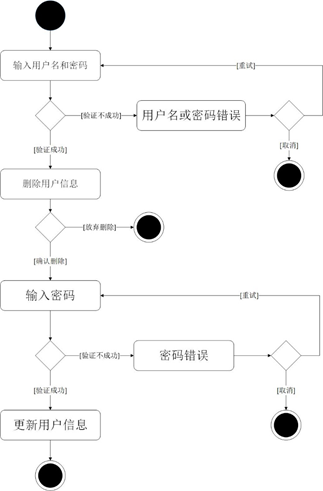 输入用户名和密码
[重试]
[验证不成功]
用户名或密码错误
[验证成功]
[取消]
删除用户信息
[放弃删除]
[确认删除]
输入密码
[重试]
[验证不成功]
密码错误
[验证成功]
[取消]
更新用户信息